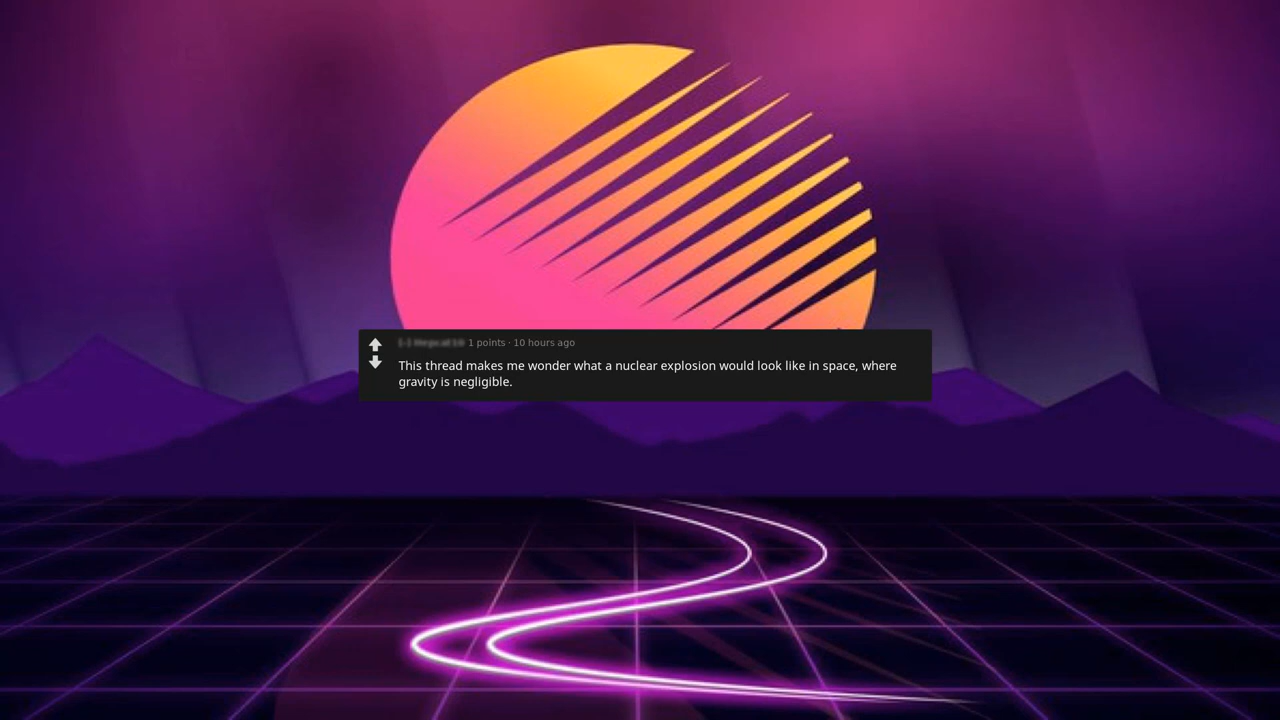 1 points · 10 hours ago
This thread makes me wonder what a nuclear explosion would look like in space, where
gravity is negligible.